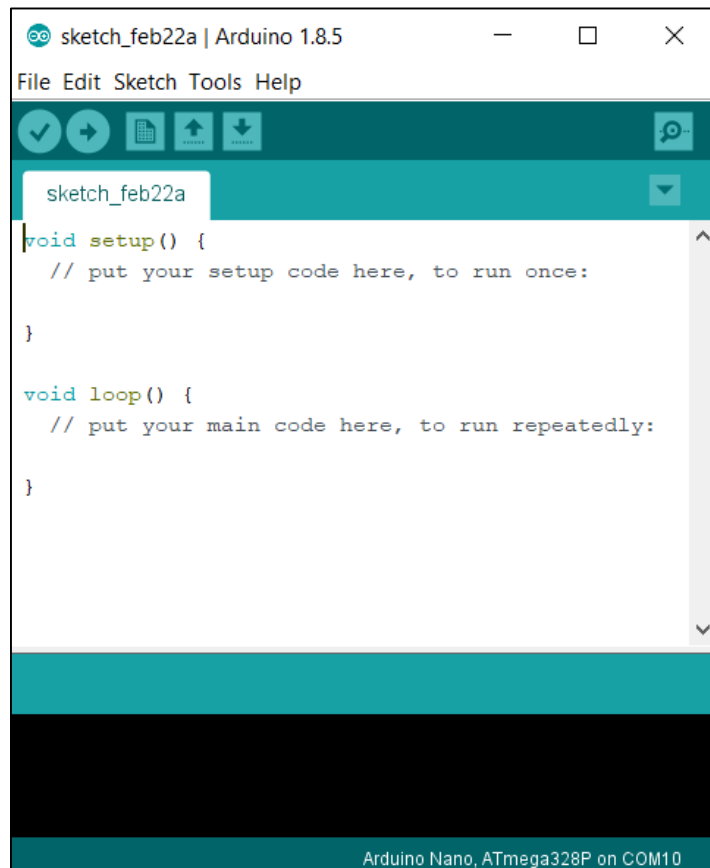 sketch_feb22a | Arduino 1.8.5
File Edit Sketch Tools Help
sketch_feb22a
void setup() {
  // put your setup code here, to run once:
}
void loop() {
  // put your main code here, to run repeatedly:
}
Arduino Nano, ATmega328P on COM10